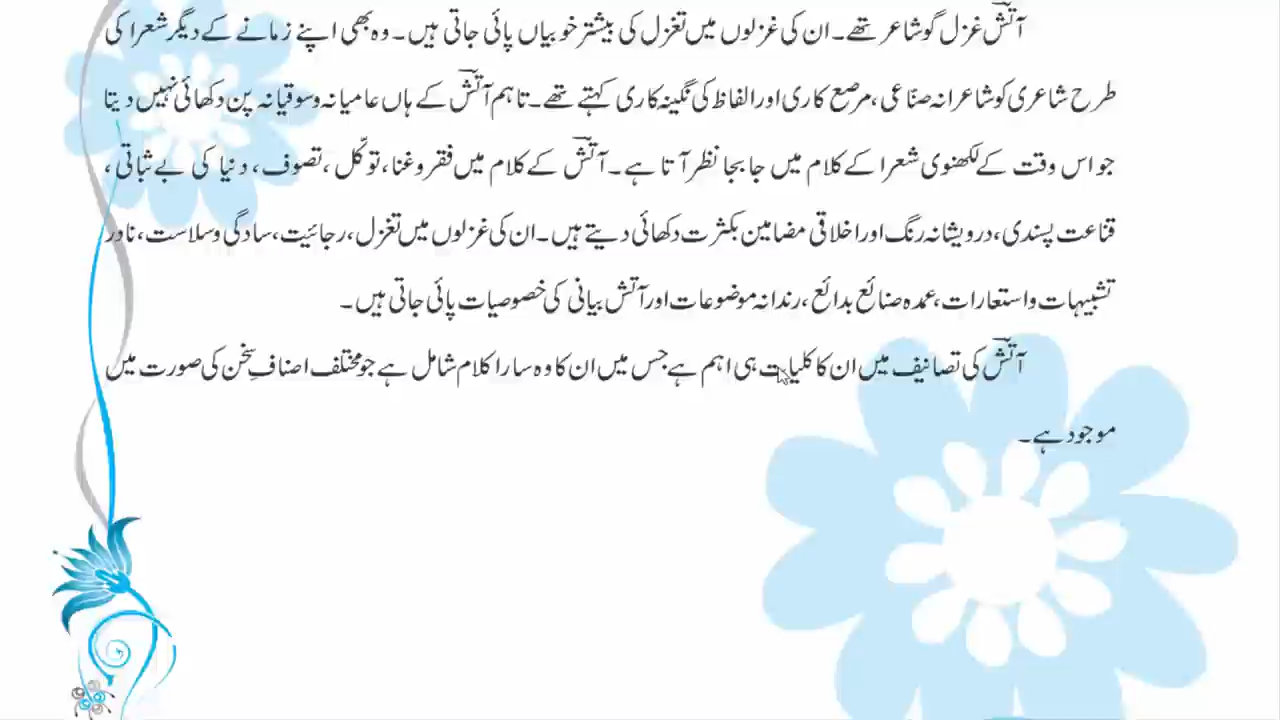 آتشؔ غزل گو شاعر تھے۔ ان کی غزلوں میں تغزل کی بیشتر خوبیاں پائی جاتی ہیں۔ وہ بھی اپنے زمانے کے دیگر شعرا کی
طرح شاعری کو شاعرانہ صنّاعی، مرصع کاری اور الفاظ کی نگینہ کاری کہتے تھے۔ تاہم آتشؔ کے ہاں عامیانہ و سوقیانہ پن دکھائی نہیں دیتا
جو اس وقت کے لکھنوی شعرا کے کلام میں جا بجا نظر آتا ہے۔ آتشؔ کے کلام میں فقر و غنا، توکّل، تصوف، دنیا کی بے ثباتی،
قناعت پسندی، درویشانہ رنگ اور اخلاقی مضامین بکثرت دکھائی دیتے ہیں۔ ان کی غزلوں میں تغزل، رجائیت، سادگی و سلاست، نادر
تشبیہات و استعارات، عمدہ صنائع بدائع، رندانہ موضوعات اور آتش بیانی کی خصوصیات پائی جاتی ہیں۔
آتشؔ کی تصانیف میں ان کا کلیات ہی اہم ہے جس میں ان کا وہ سارا کلام شامل ہے جو مختلف اصنافِ سخن کی صورت میں
موجود ہے۔